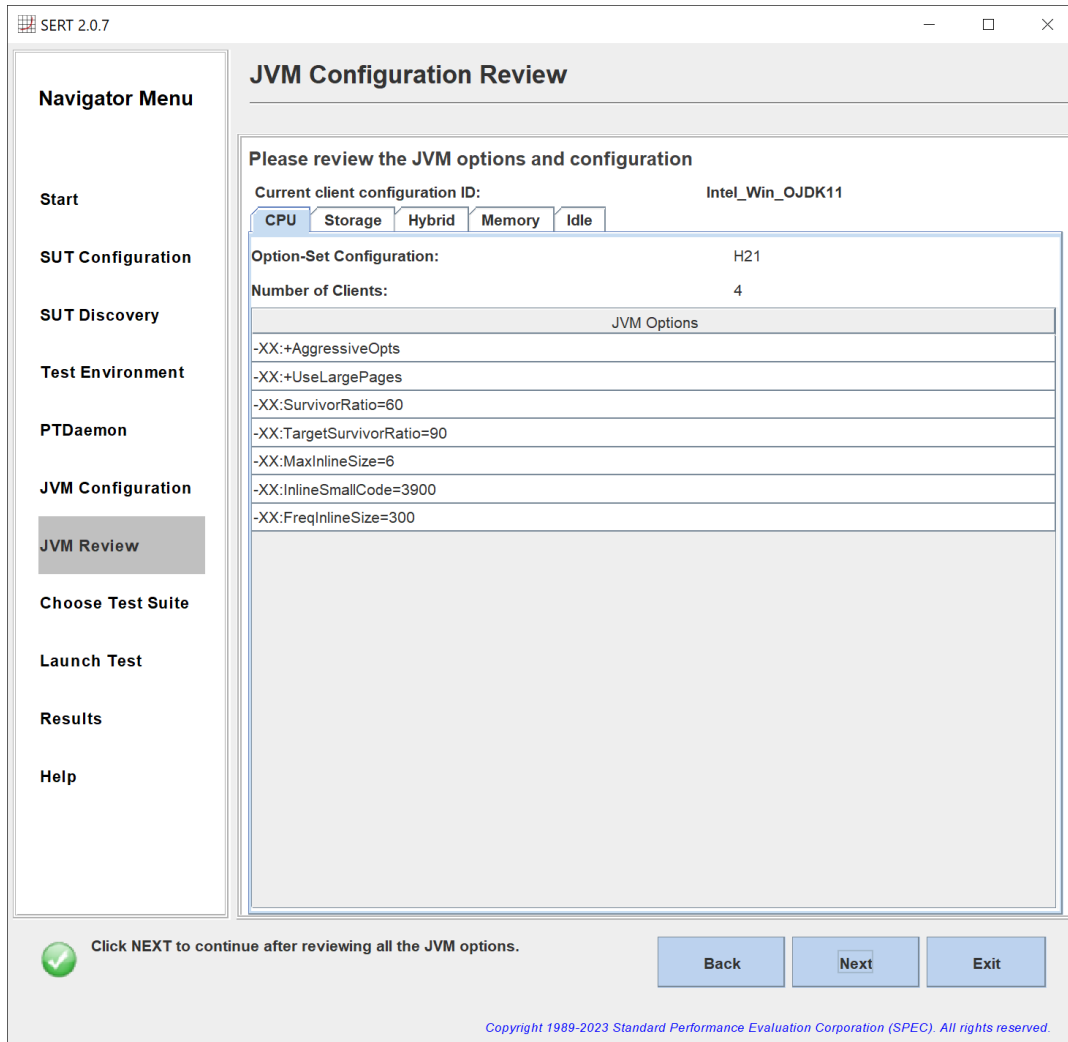 SERT 2.0.7
Navigator Menu
Start
SUT Configuration
SUT Discovery
Test Environment
PTDaemon
JVM Configuration
JVM Review
Choose Test Suite
Launch Test
Results
Help
JVM Configuration Review
Please review the JVM options and configuration
Current client configuration ID: Intel_Win_OJDK11
CPU Storage Hybrid Memory Idle
Option-Set Configuration: H21
Number of Clients: 4
JVM Options
-XX:+AggressiveOpts
-XX:+UseLargePages
-XX:SurvivorRatio=60
-XX:TargetSurvivorRatio=90
-XX:MaxInlineSize=6
-XX:InlineSmallCode=3900
-XX:FreqInlineSize=300
Click NEXT to continue after reviewing all the JVM options.
Back Next Exit
Copyright 1989-2023 Standard Performance Evaluation Corporation (SPEC). All rights reserved.